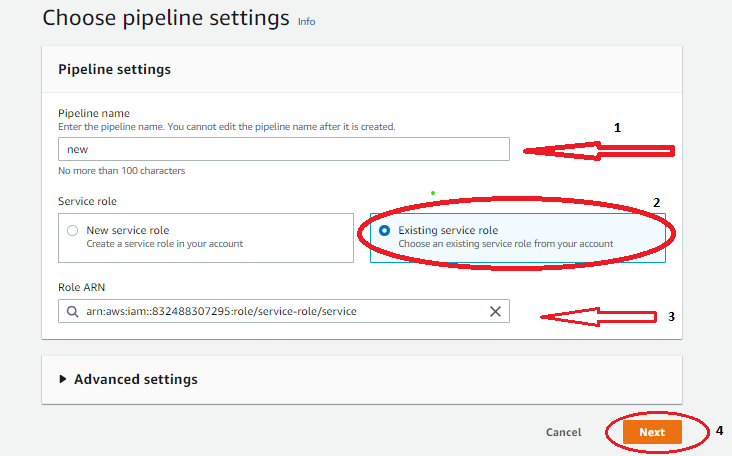 Choose pipeline settings Info
Pipeline settings
Pipeline name
Enter the pipeline name. You cannot edit the pipeline name after it is created.
1
new
No more than 100 characters
Service role
2
New service role
Create a service role in your account
Existing service role
Choose an existing service role from your account
Role ARN
arn:aws:iam::832488307295:role/service-role/service
3
Advanced settings
Cancel
Next
4